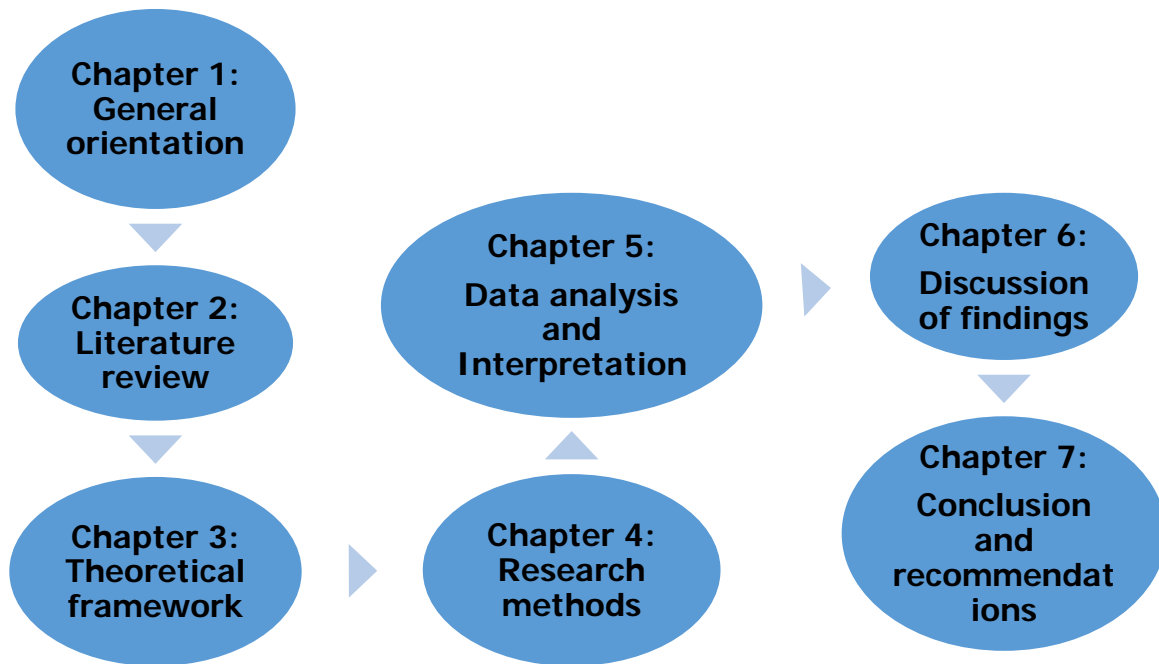 Chapter 1:
General
orientation
Chapter 2:
Literature
review
Chapter 3:
Theoretical
framework
Chapter 4:
Research
methods
Chapter 5:
Data analysis
and
Interpretation
Chapter 6:
Discussion
of findings
Chapter 7:
Conclusion
and
recommendat
ions